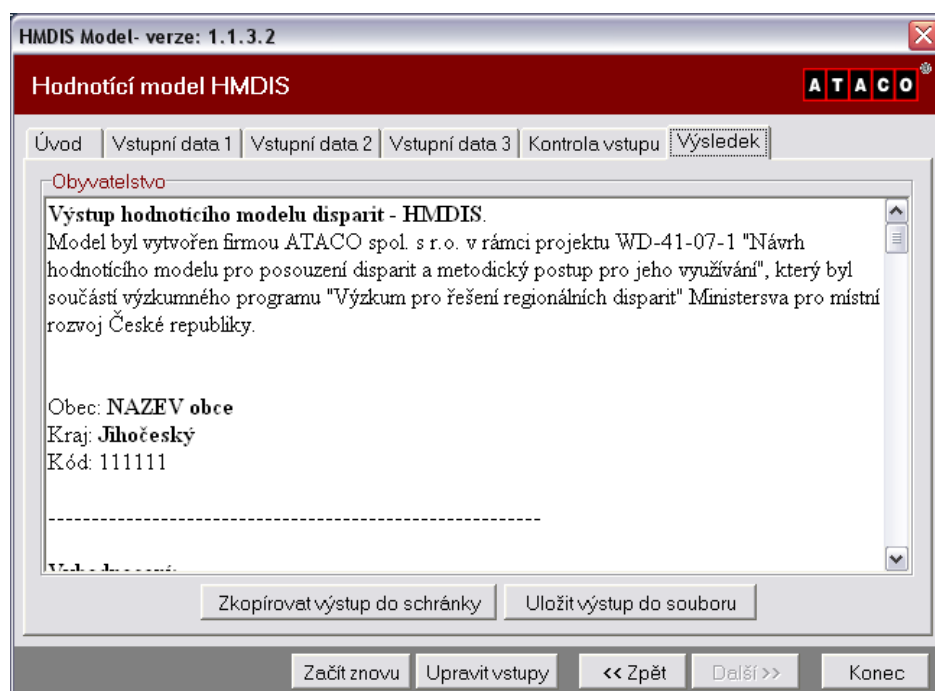 HMDIS Model- verze: 1.1.3.2
Hodnotící model HMDIS
ATACO
Úvod Vstupní data 1 Vstupní data 2 Vstupní data 3 Kontrola vstupu Výsledek
Obyvatelstvo
Výstup hodnotícího modelu disparit - HMDIS.
Model byl vytvořen firmou ATACO spol. s r.o. v rámci projektu WD-41-07-1 "Návrh
hodnotícího modelu pro posouzení disparit a metodický postup pro jeho využívání", který byl
součástí výzkumného programu "Výzkum pro řešení regionálních disparit" Ministersva pro místní
rozvoj České republiky.
Obec: NAZEV obce
Kraj: Jihočeský
Kód: 111111
--------------------------------------------------------
Zkopírovat výstup do schránky Uložit výstup do souboru
Začít znovu Upravit vstupy << Zpět Další >> Konec